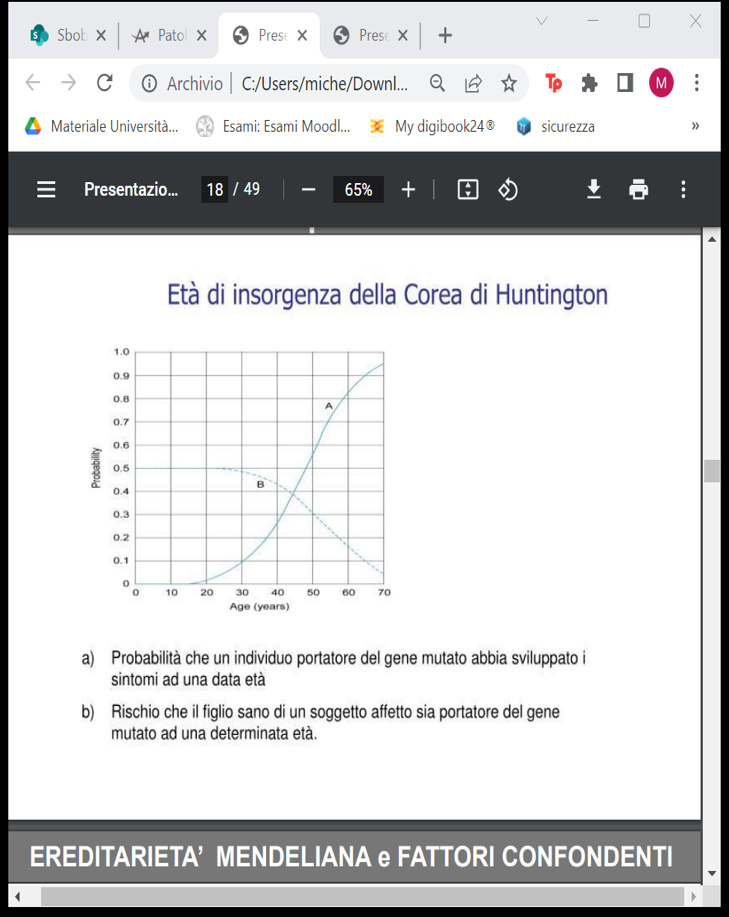 Sbob
Patol
Prese
Prese
Archivio
C:/Users/miche/Downl...
Tp
M
Materiale Università...
Esami: Esami Moodl...
My digibook24®
sicurezza
»
Presentazio...
18 / 49
65%
Età di insorgenza della Corea di Huntington
1.0
0.9
0.8
0.7
0.6
0.5
0.4
0.3
0.2
0.1
0
Probability
A
B
0 10 20 30 40 50 60 70
Age (years)
a) Probabilità che un individuo portatore del gene mutato abbia sviluppato i
sintomi ad una data età
b) Rischio che il figlio sano di un soggetto affetto sia portatore del gene
mutato ad una determinata età.
EREDITARIETA' MENDELIANA e FATTORI CONFONDENTI